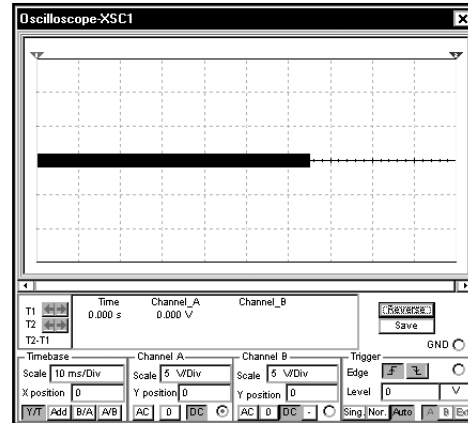 Oscilloscope-XSC1
T1
T2
T2-T1
Time Channel_A Channel_B
0.000 s 0.000 V
Reverse
Save
GND
Timebase
Scale 10 ms/Div
X position 0
Y/T Add B/A A/B
Channel A
Scale 5 V/Div
Y position 0
AC 0 DC
Channel B
Scale 5 V/Div
Y position 0
AC 0 DC -
Trigger
Edge
Level 0 V
Sing. Nor. Auto A B Ext